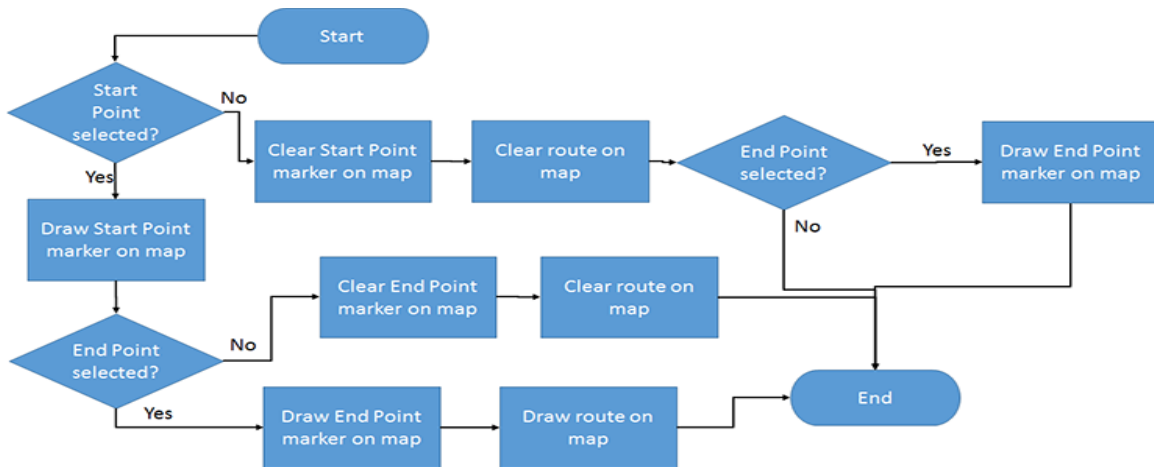 Start
Start
Point
selected?
No
Yes
Clear Start Point
marker on map
Clear route on
map
End Point
selected?
Yes
No
Draw End Point
marker on map
Draw Start Point
marker on map
Clear End Point
marker on map
Clear route on
map
End Point
selected?
No
Yes
Draw End Point
marker on map
Draw route on
map
End